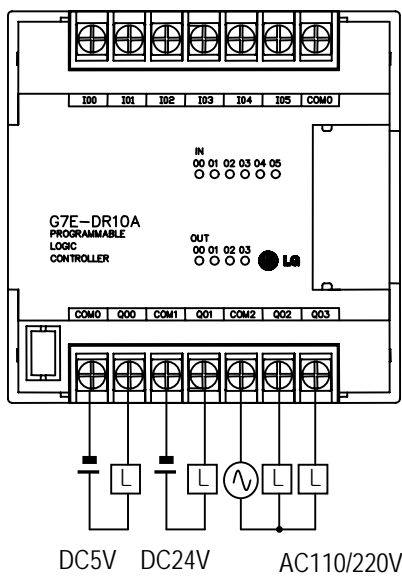 I00 I01 I02 I03 I04 I05 COM0
IN
00 01 02 03 04 05
G7E-DR10A
PROGRAMMABLE
LOGIC
CONTROLLER
OUT
00 01 02 03
LG
COM0 Q00 COM1 Q01 COM2 Q02 Q03
L L L L
DC5V DC24V AC110/220V